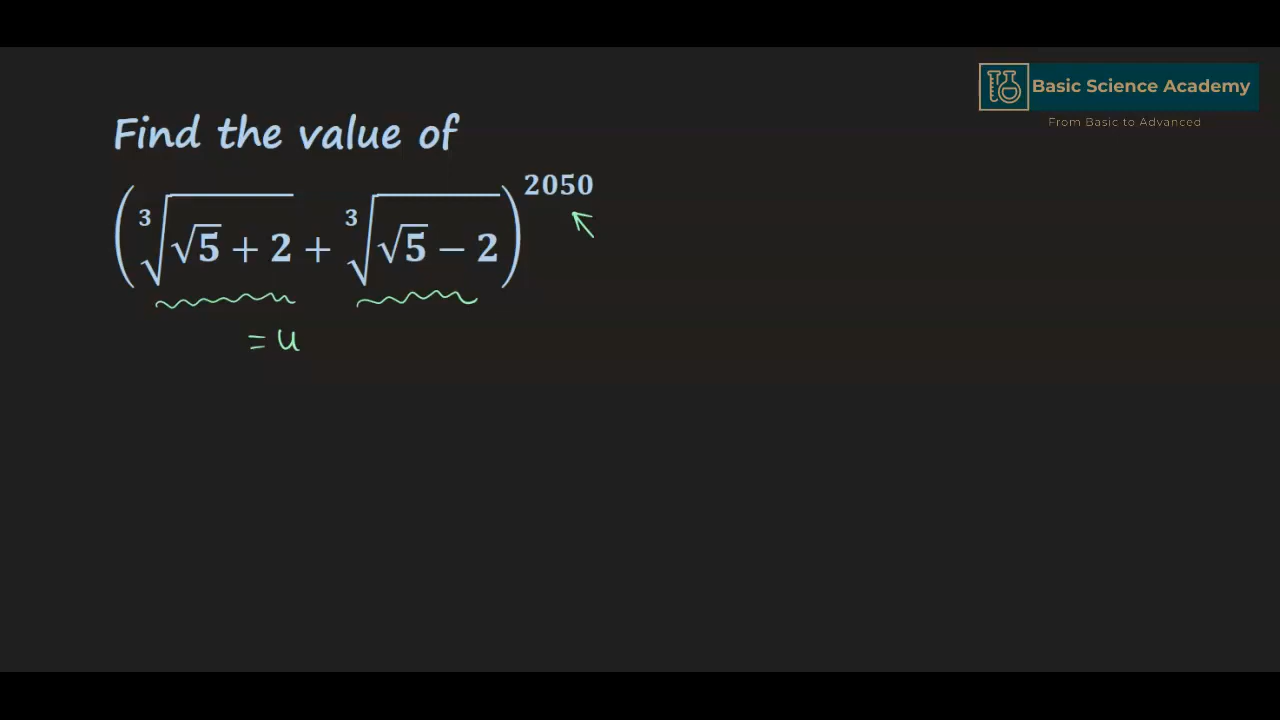 Basic Science Academy
From Basic to Advanced
Find the value of
(∛(√5 + 2) + ∛(√5 − 2))^2050
= u